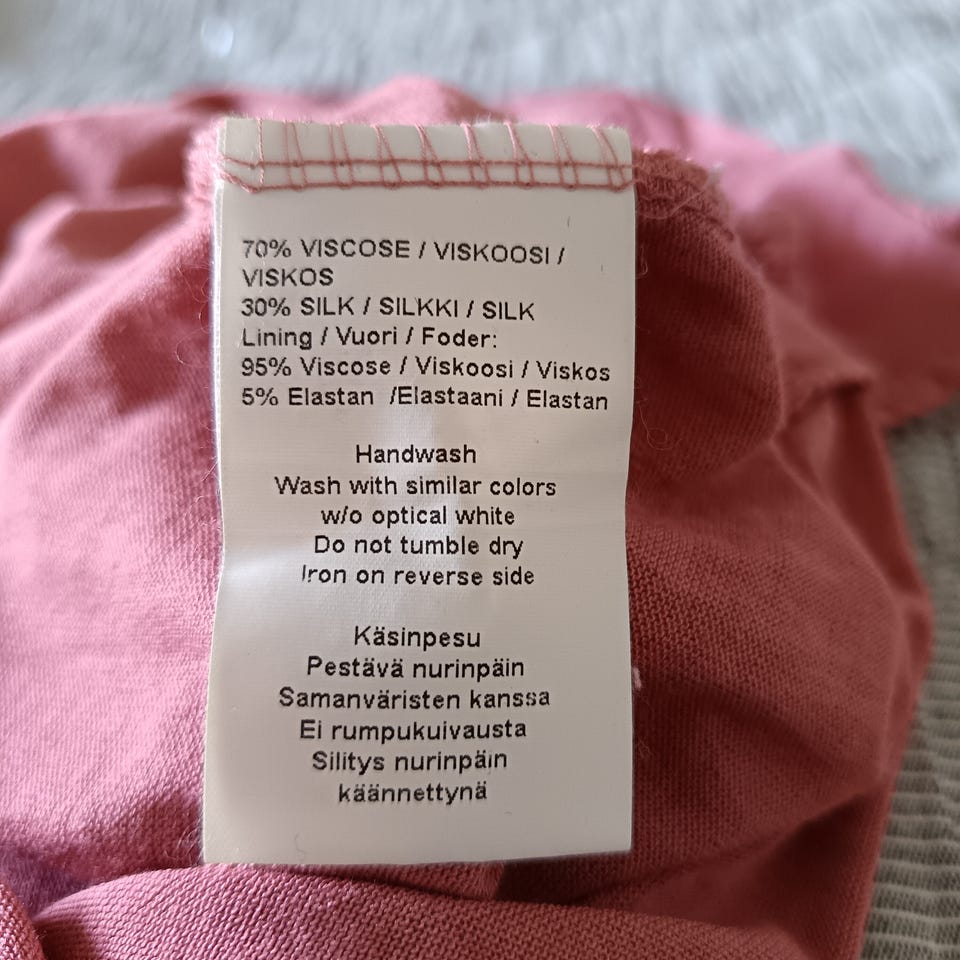 70% VISCOSE / VISKOOSI /
VISKOS
30% SILK / SILKKI / SILK
Lining / Vuori / Foder:
95% Viscose / Viskoosi / Viskos
5% Elastan /Elastaani / Elastan
Handwash
Wash with similar colors
w/o optical white
Do not tumble dry
Iron on reverse side
Käsinpesu
Pestävä nurinpäin
Samanväristen kanssa
Ei rumpukuivausta
Silitys nurinpäin
käännettynä